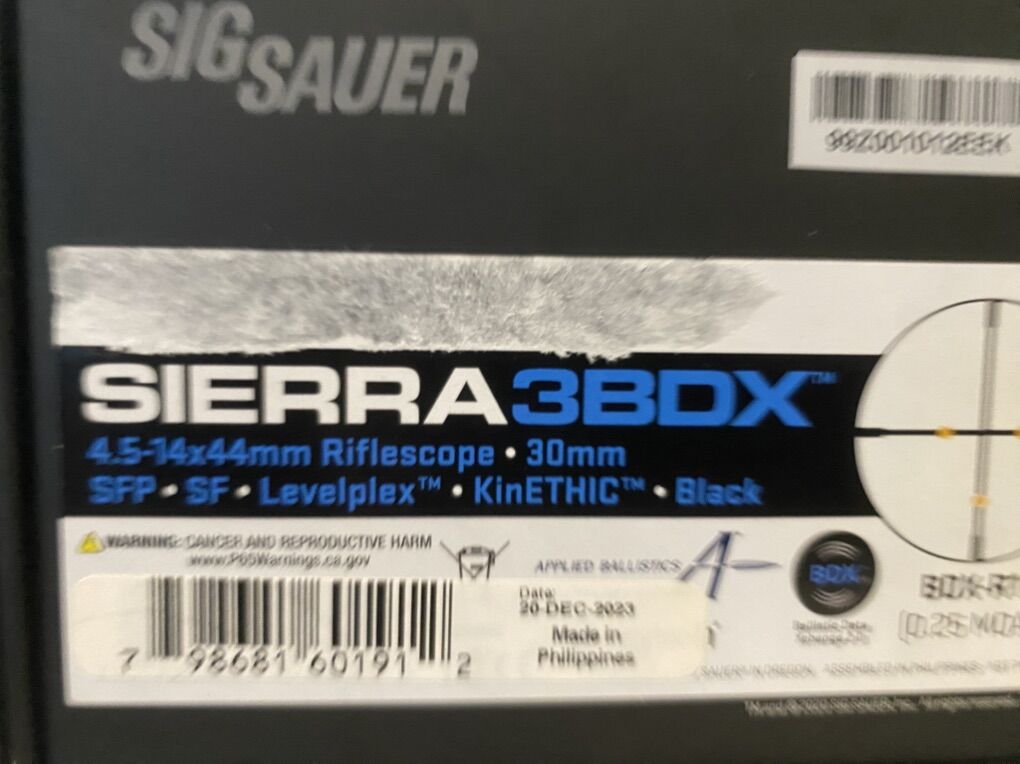 SIG SAUER
SIERRA3BDX™
4.5-14x44mm Riflescope • 30mm
SFP • SF • Levelplex™ • KinETHIC™ • Black
WARNING: CANCER AND REPRODUCTIVE HARM
www.P65Warnings.ca.gov
APPLIED BALLISTICS
BDX
Date:
20-DEC-2023
Made in
Philippines
7 98681 60191 2